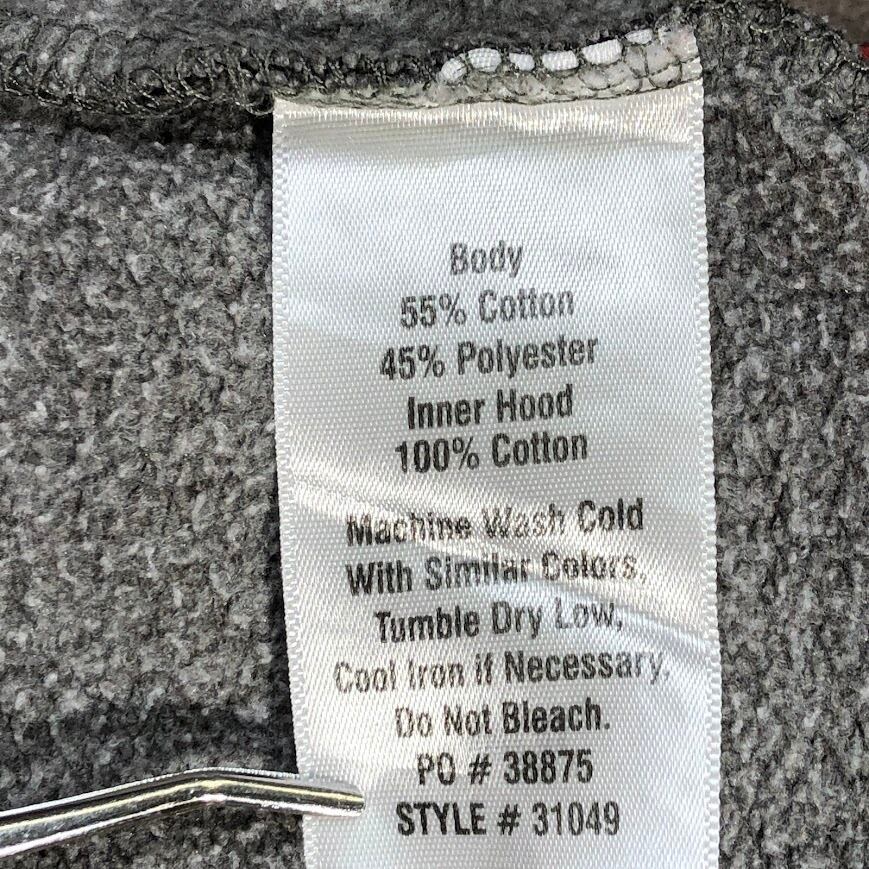 Body
55% Cotton
45% Polyester
Inner Hood
100% Cotton
Machine Wash Cold
With Similar Colors.
Tumble Dry Low,
Cool Iron if Necessary.
Do Not Bleach.
PO # 38875
STYLE # 31049